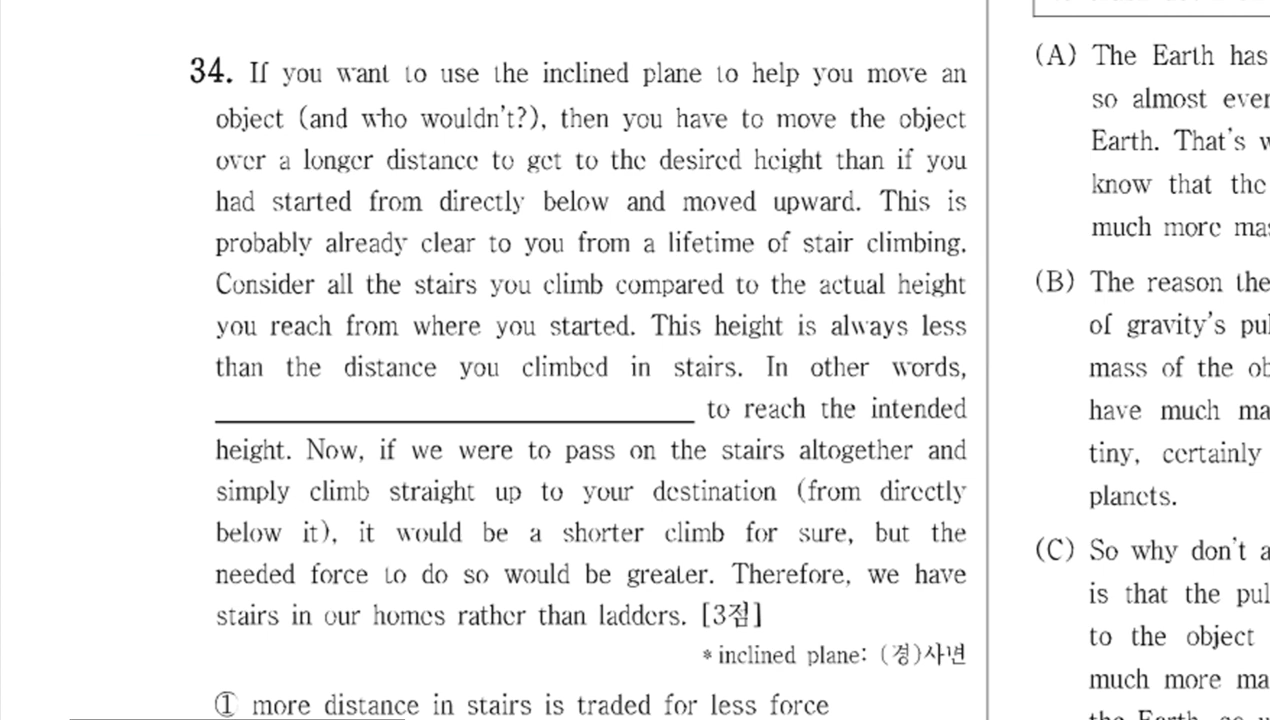 34. If you want to use the inclined plane to help you move an
object (and who wouldn't?), then you have to move the object
over a longer distance to get to the desired height than if you
had started from directly below and moved upward. This is
probably already clear to you from a lifetime of stair climbing.
Consider all the stairs you climb compared to the actual height
you reach from where you started. This height is always less
than the distance you climbed in stairs. In other words,
to reach the intended
height. Now, if we were to pass on the stairs altogether and
simply climb straight up to your destination (from directly
below it), it would be a shorter climb for sure, but the
needed force to do so would be greater. Therefore, we have
stairs in our homes rather than ladders. [3점]
* inclined plane: (경)사면
① more distance in stairs is traded for less force
(A) The Earth has
so almost ever
Earth. That's w
know that the
much more mas
(B) The reason the
of gravity's pul
mass of the ob
have much ma
tiny, certainly
planets.
(C) So why don't a
is that the pul
to the object
much more ma